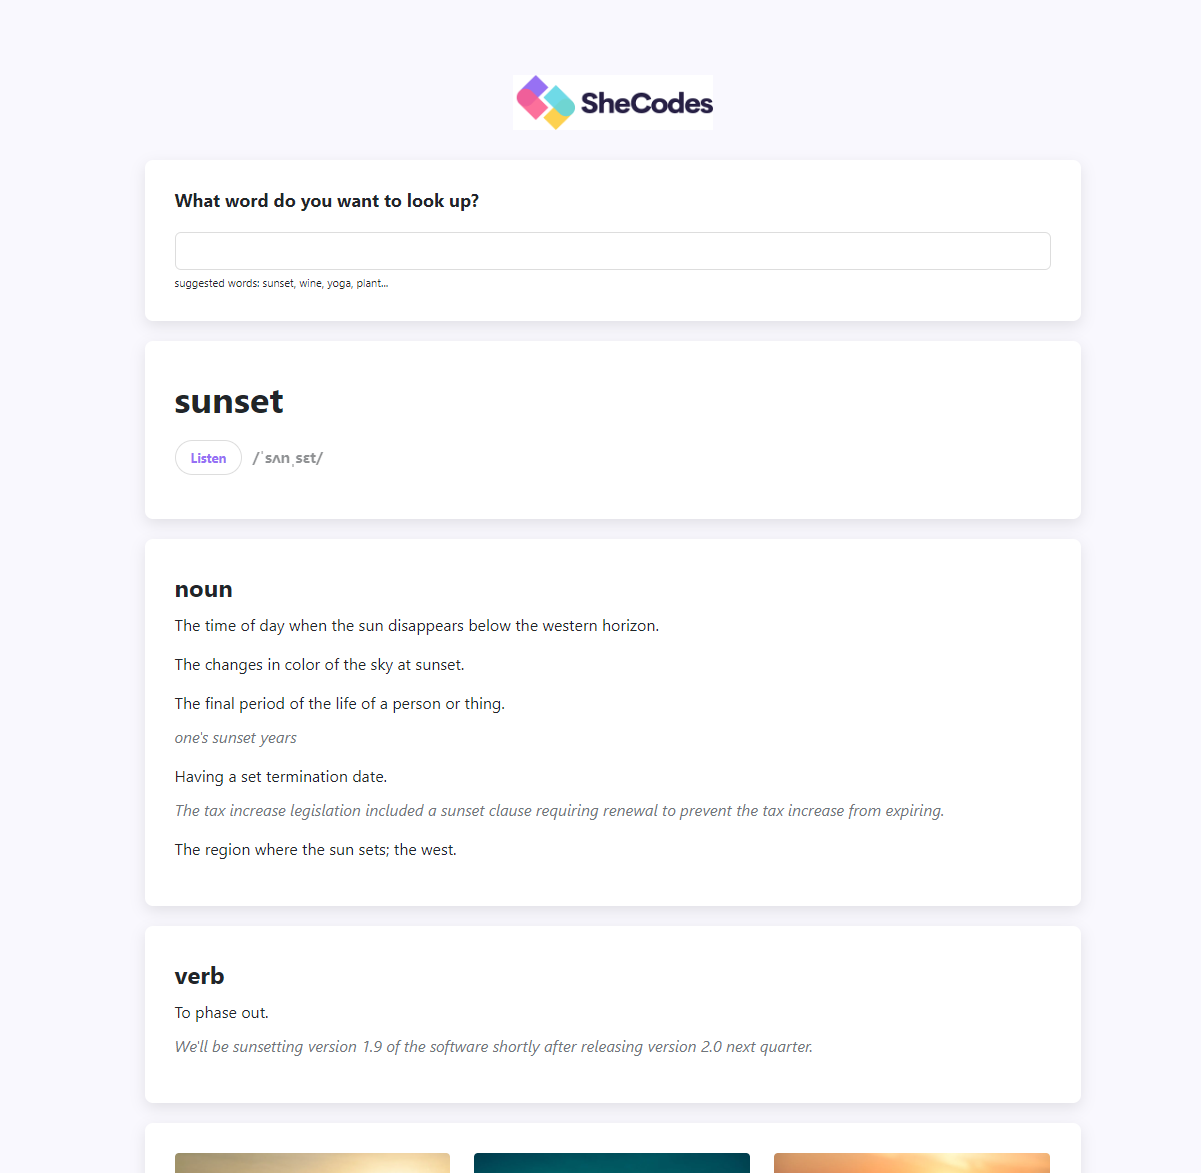 SheCodes
What word do you want to look up?
suggested words: sunset, wine, yoga, plant...
sunset
Listen /ˈsʌnˌsɛt/
noun
The time of day when the sun disappears below the western horizon.
The changes in color of the sky at sunset.
The final period of the life of a person or thing.
one's sunset years
Having a set termination date.
The tax increase legislation included a sunset clause requiring renewal to prevent the tax increase from expiring.
The region where the sun sets; the west.
verb
To phase out.
We'll be sunsetting version 1.9 of the software shortly after releasing version 2.0 next quarter.